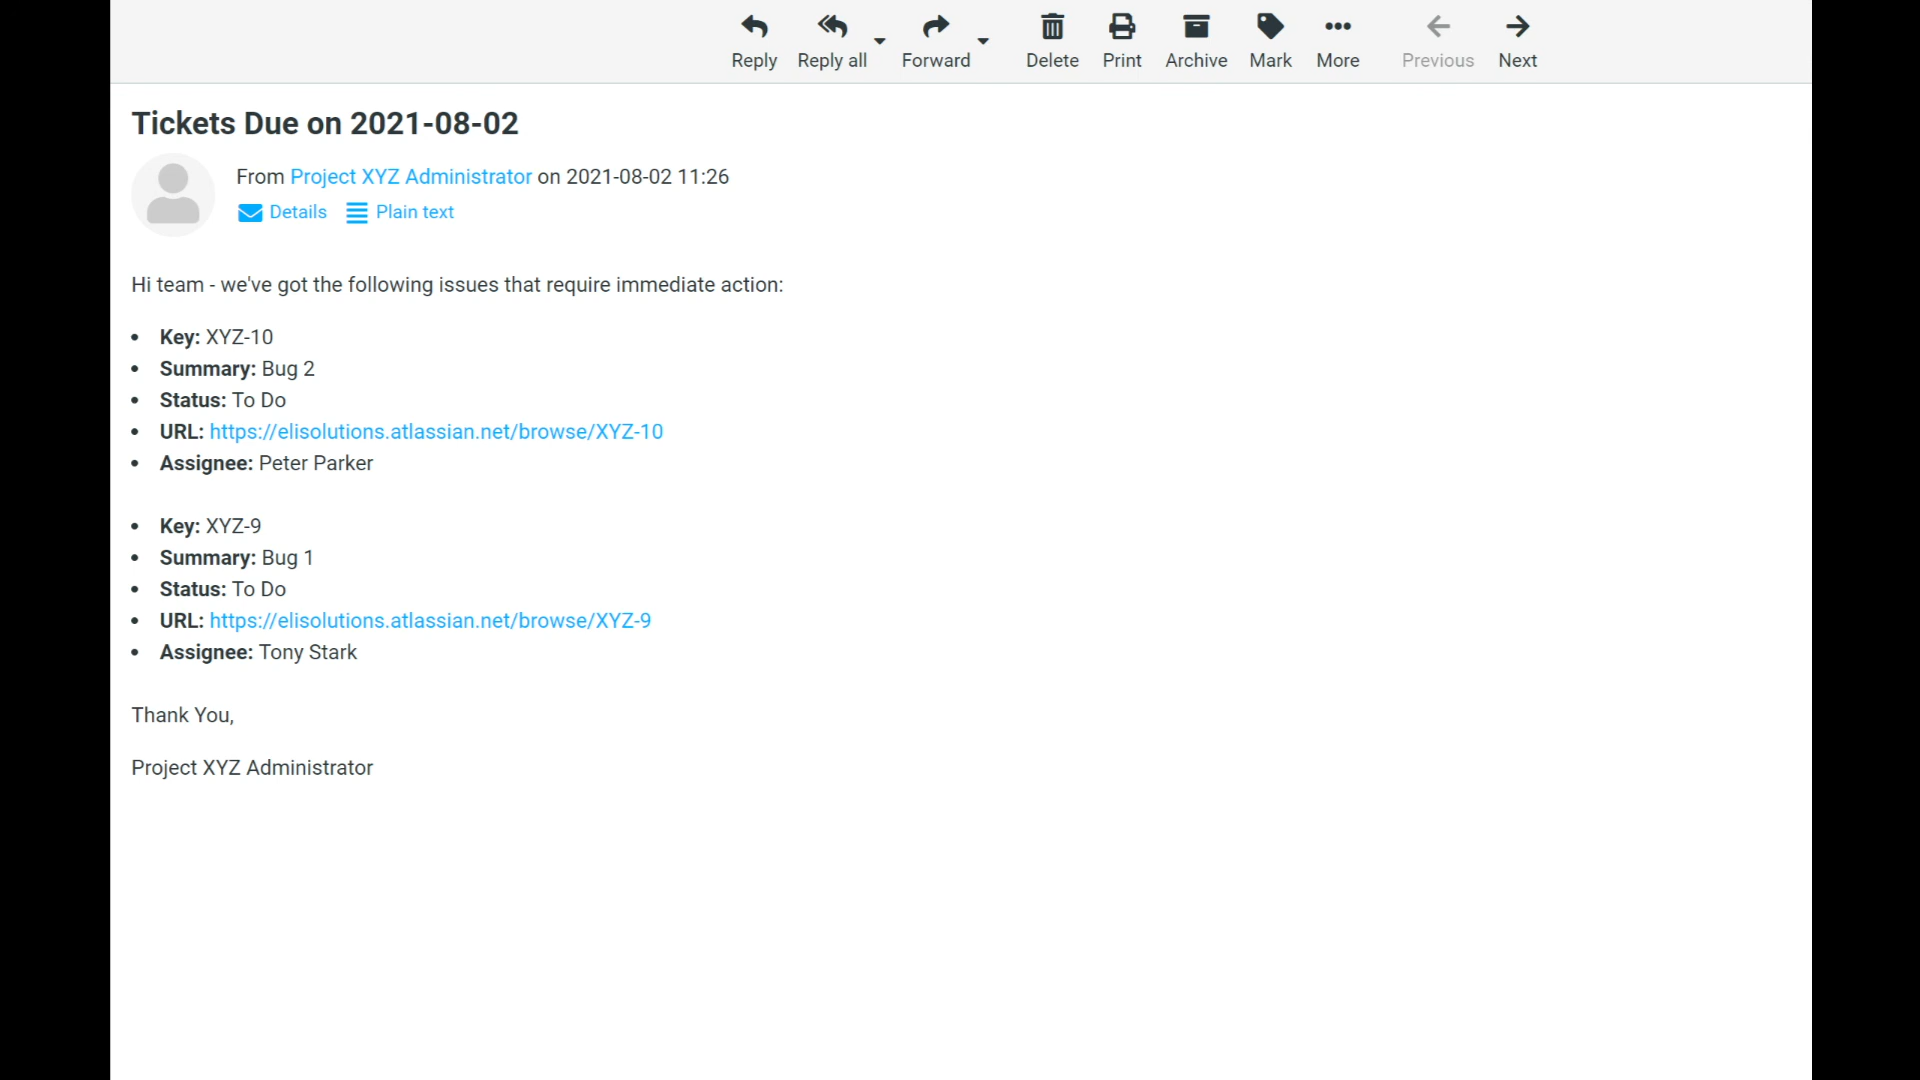 Reply Reply all Forward Delete Print Archive Mark More Previous Next
Tickets Due on 2021-08-02
From Project XYZ Administrator on 2021-08-02 11:26
Details Plain text
Hi team - we've got the following issues that require immediate action:
• Key: XYZ-10
• Summary: Bug 2
• Status: To Do
• URL: https://elisolutions.atlassian.net/browse/XYZ-10
• Assignee: Peter Parker
• Key: XYZ-9
• Summary: Bug 1
• Status: To Do
• URL: https://elisolutions.atlassian.net/browse/XYZ-9
• Assignee: Tony Stark
Thank You,
Project XYZ Administrator